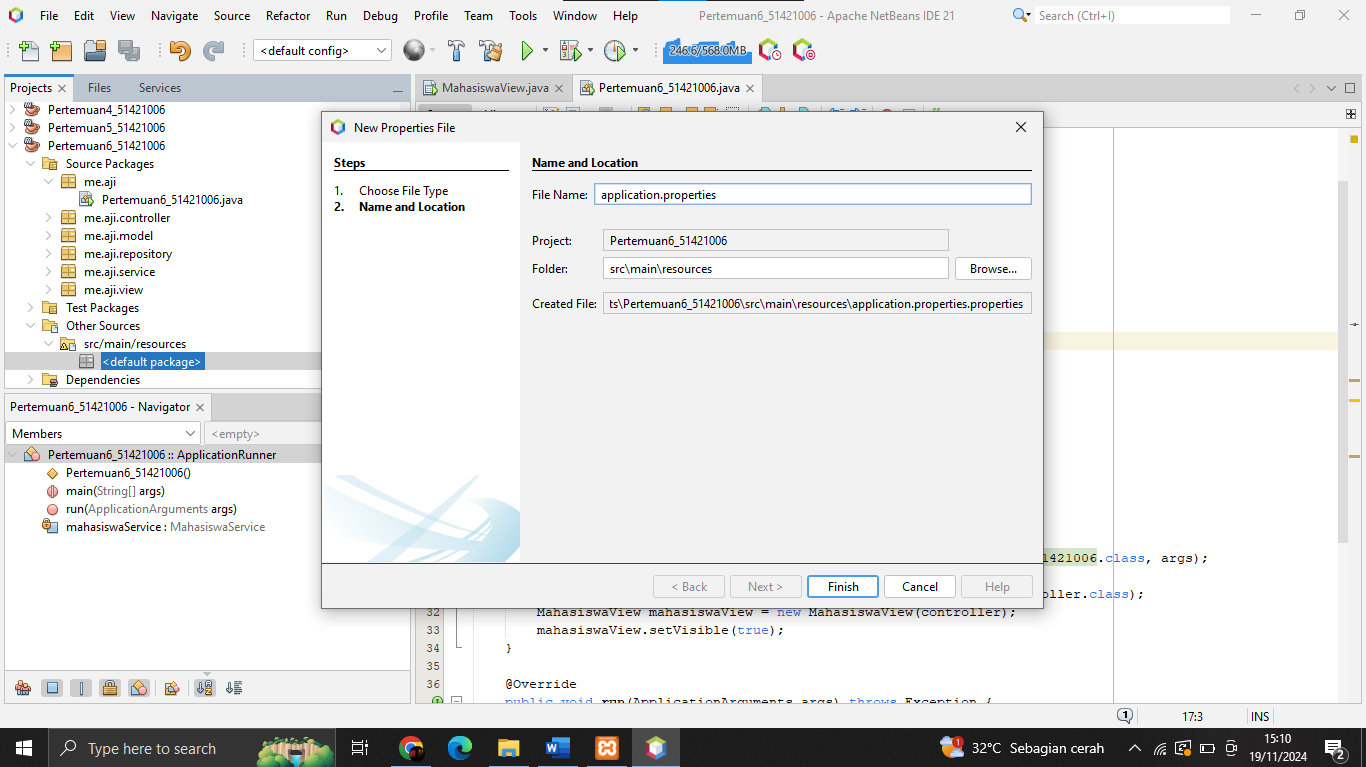 File Edit View Navigate Source Refactor Run Debug Profile Team Tools Window Help
Pertemuan6_51421006 - Apache NetBeans IDE 21
Search (Ctrl+I)
<default config>
246.6/568.0MB
Projects Files Services
MahasiswaView.java Pertemuan6_51421006.java
Pertemuan4_51421006
Pertemuan5_51421006
Pertemuan6_51421006
Source Packages
me.aji
Pertemuan6_51421006.java
me.aji.controller
me.aji.model
me.aji.repository
me.aji.service
me.aji.view
Test Packages
Other Sources
src/main/resources
<default package>
Dependencies
Pertemuan6_51421006 - Navigator
Members
<empty>
Pertemuan6_51421006 :: ApplicationRunner
Pertemuan6_51421006()
main(String[] args)
run(ApplicationArguments args)
mahasiswaService : MahasiswaService
New Properties File
Steps
1. Choose File Type
2. Name and Location
Name and Location
File Name: application.properties
Project: Pertemuan6_51421006
Folder: src\main\resources
Browse...
Created File: ts\Pertemuan6_51421006\src\main\resources\application.properties.properties
< Back Next > Finish Cancel Help
1421006.class, args);
oller.class);
32 MahasiswaView mahasiswaView = new MahasiswaView(controller);
33 mahasiswaView.setVisible(true);
34 }
35
36 @Override
public void run(ApplicationArguments args) throws Exception {
1
17:3
INS
Type here to search
1
32°C Sebagian cerah
15:10
19/11/2024
2